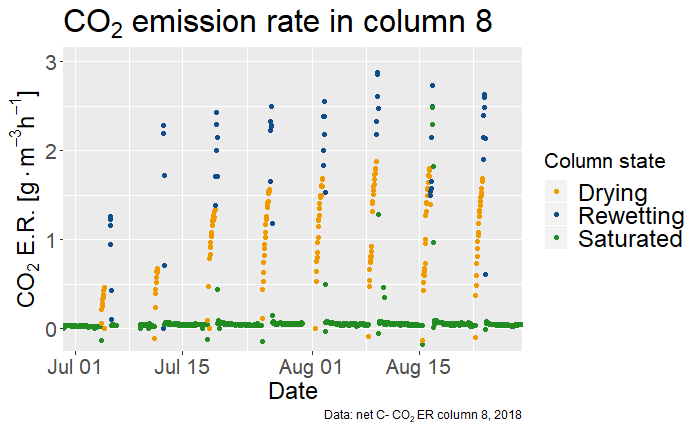 CO₂ emission rate in column 8
CO₂ E.R. [g·m⁻³h⁻¹]
3
2
1
0
Jul 01 Jul 15 Aug 01 Aug 15
Date
Column state
Drying
Rewetting
Saturated
Data: net C- CO₂ ER column 8, 2018